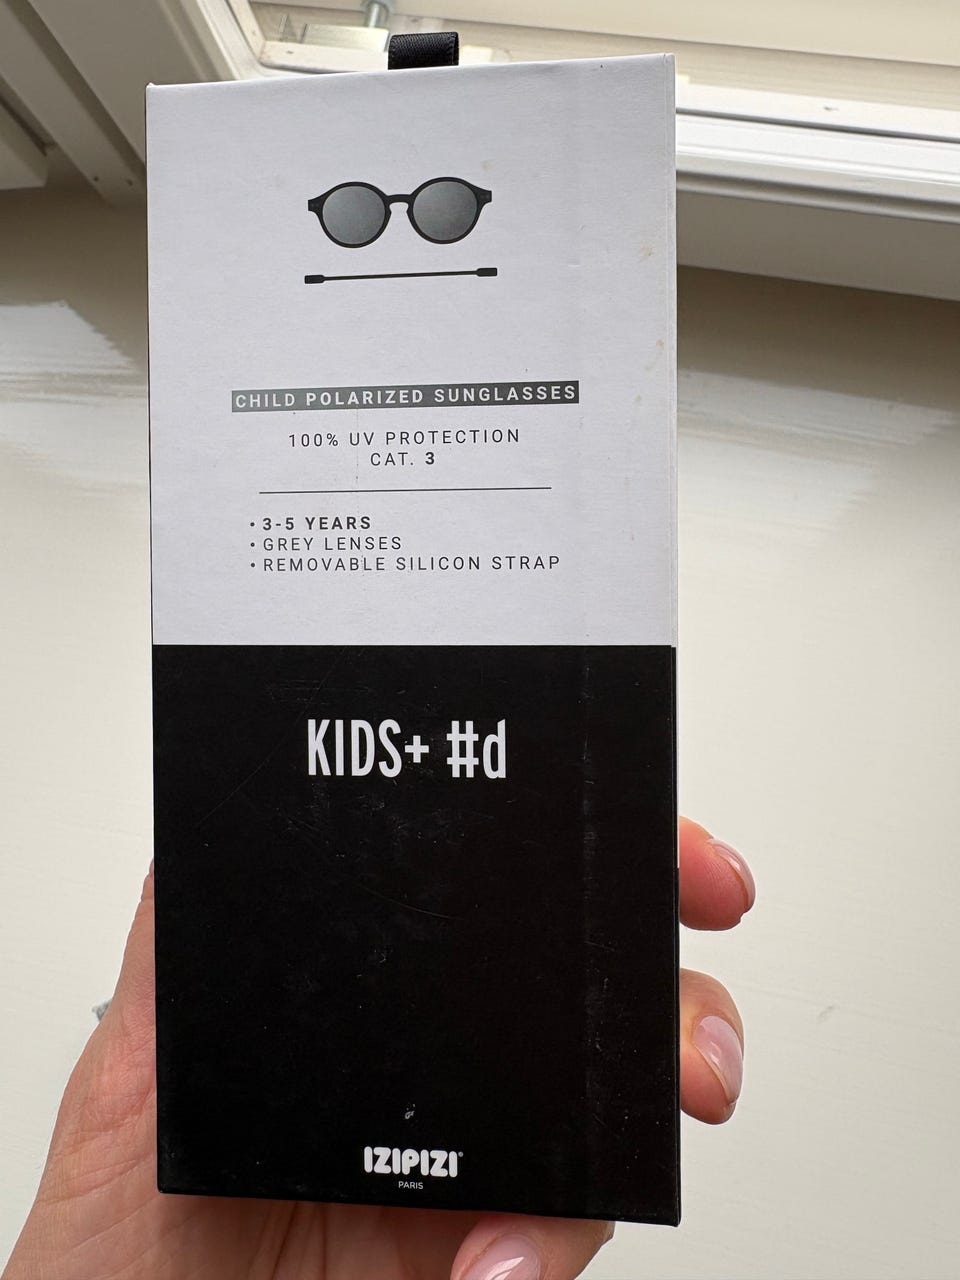 CHILD POLARIZED SUNGLASSES
100% UV PROTECTION
CAT. 3
• 3-5 YEARS
• GREY LENSES
• REMOVABLE SILICON STRAP
KIDS+ #d
IZIPIZI®
PARIS